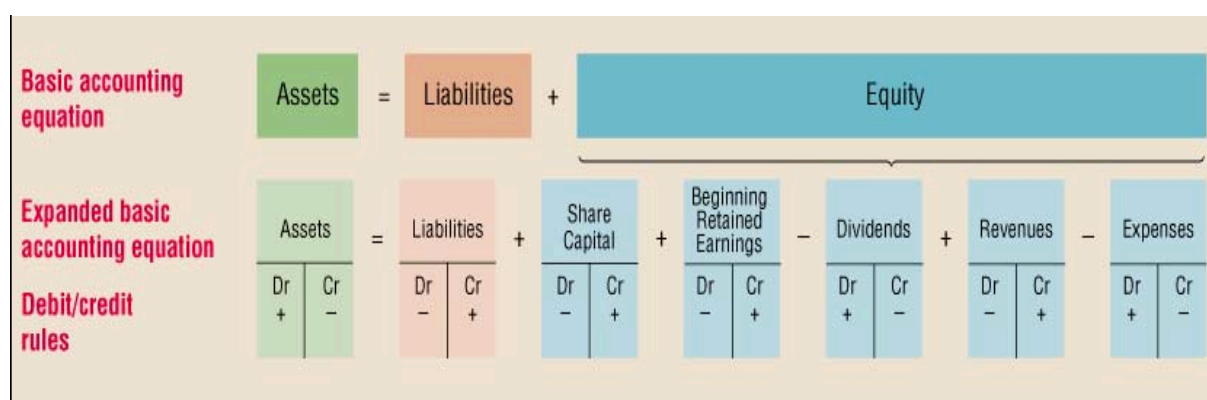 Basic accounting
equation
Assets = Liabilities + Equity
Expanded basic
accounting equation
Assets = Liabilities + Share
Capital + Beginning
Retained
Earnings – Dividends + Revenues – Expenses
Debit/credit
rules
Dr Cr Dr Cr Dr Cr Dr Cr Dr Cr Dr Cr Dr Cr
+ – – + – + – + + – – + + –